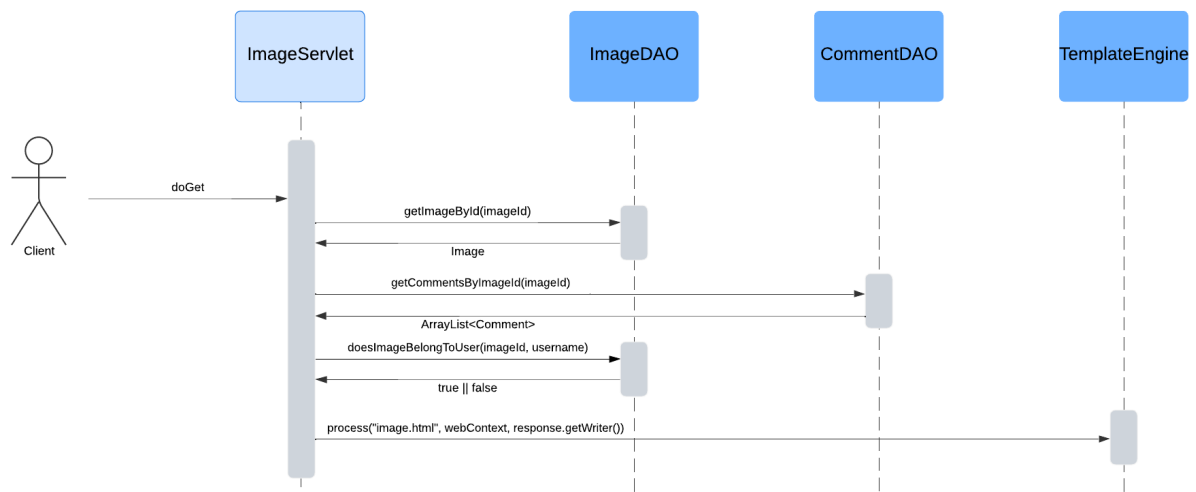 ImageServlet
ImageDAO
CommentDAO
TemplateEngine
doGet
Client
getImageById(imageId)
Image
getCommentsByImageId(imageId)
ArrayList<Comment>
doesImageBelongToUser(imageId, username)
true || false
process("image.html", webContext, response.getWriter())